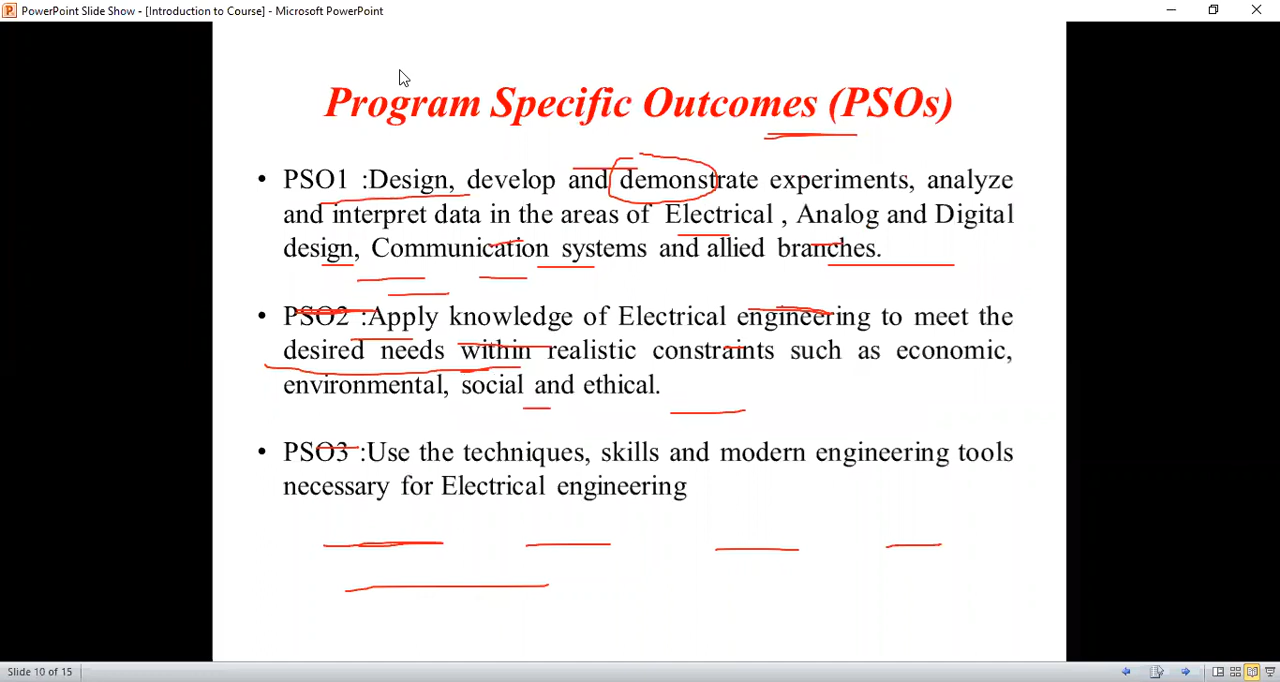 PowerPoint Slide Show - [Introduction to Course] - Microsoft PowerPoint
Program Specific Outcomes (PSOs)
• PSO1 :Design, develop and demonstrate experiments, analyze
and interpret data in the areas of Electrical , Analog and Digital
design, Communication systems and allied branches.
• PSO2 :Apply knowledge of Electrical engineering to meet the
desired needs within realistic constraints such as economic,
environmental, social and ethical.
• PSO3 :Use the techniques, skills and modern engineering tools
necessary for Electrical engineering
Slide 10 of 15